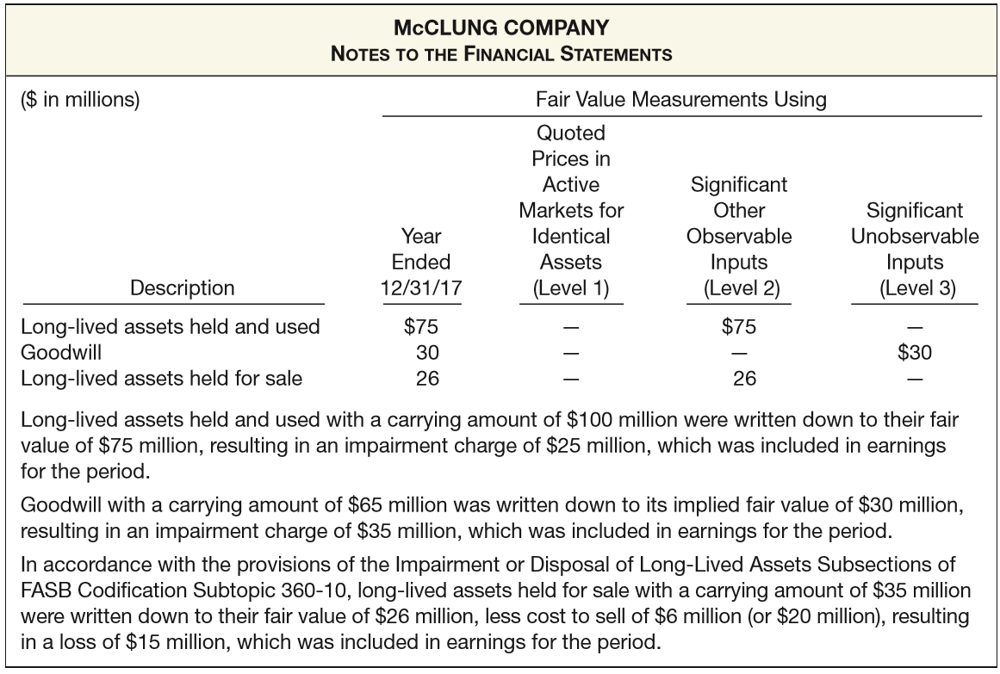 McCLUNG COMPANY
NOTES TO THE FINANCIAL STATEMENTS
($ in millions) Fair Value Measurements Using
Quoted
Prices in
Active Significant
Markets for Other Significant
Year Identical Observable Unobservable
Ended Assets Inputs Inputs
Description 12/31/17 (Level 1) (Level 2) (Level 3)
Long-lived assets held and used $75 — $75 —
Goodwill 30 — — $30
Long-lived assets held for sale 26 — 26 —
Long-lived assets held and used with a carrying amount of $100 million were written down to their fair
value of $75 million, resulting in an impairment charge of $25 million, which was included in earnings
for the period.
Goodwill with a carrying amount of $65 million was written down to its implied fair value of $30 million,
resulting in an impairment charge of $35 million, which was included in earnings for the period.
In accordance with the provisions of the Impairment or Disposal of Long-Lived Assets Subsections of
FASB Codification Subtopic 360-10, long-lived assets held for sale with a carrying amount of $35 million
were written down to their fair value of $26 million, less cost to sell of $6 million (or $20 million), resulting
in a loss of $15 million, which was included in earnings for the period.